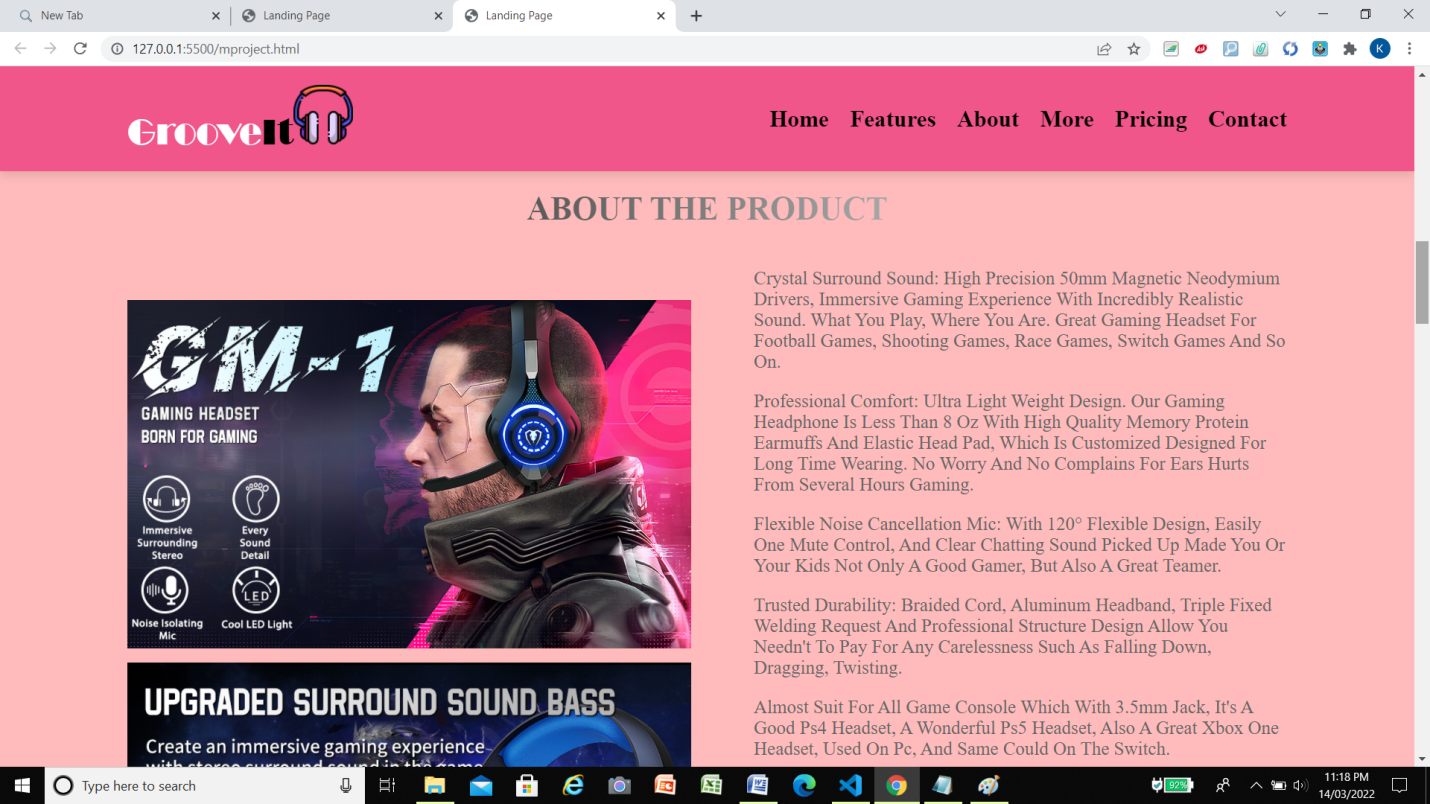 New Tab
Landing Page
Landing Page
127.0.0.1:5500/mproject.html
K
GrooveIt
Home Features About More Pricing Contact
ABOUT THE PRODUCT
GM-1
GAMING HEADSET
BORN FOR GAMING
Immersive
Surrounding
Stereo
Every
Sound
Detail
Noise Isolating
Mic
LED
Cool LED Light
UPGRADED SURROUND SOUND BASS
Create an immersive gaming experience
with stereo surround sound in the game
Crystal Surround Sound: High Precision 50mm Magnetic Neodymium
Drivers, Immersive Gaming Experience With Incredibly Realistic
Sound. What You Play, Where You Are. Great Gaming Headset For
Football Games, Shooting Games, Race Games, Switch Games And So
On.
Professional Comfort: Ultra Light Weight Design. Our Gaming
Headphone Is Less Than 8 Oz With High Quality Memory Protein
Earmuffs And Elastic Head Pad, Which Is Customized Designed For
Long Time Wearing. No Worry And No Complains For Ears Hurts
From Several Hours Gaming.
Flexible Noise Cancellation Mic: With 120° Flexible Design, Easily
One Mute Control, And Clear Chatting Sound Picked Up Made You Or
Your Kids Not Only A Good Gamer, But Also A Great Teamer.
Trusted Durability: Braided Cord, Aluminum Headband, Triple Fixed
Welding Request And Professional Structure Design Allow You
Needn't To Pay For Any Carelessness Such As Falling Down,
Dragging, Twisting.
Almost Suit For All Game Console Which With 3.5mm Jack, It's A
Good Ps4 Headset, A Wonderful Ps5 Headset, Also A Great Xbox One
Headset, Used On Pc, And Same Could On The Switch.
Type here to search
92%
11:18 PM
14/03/2022